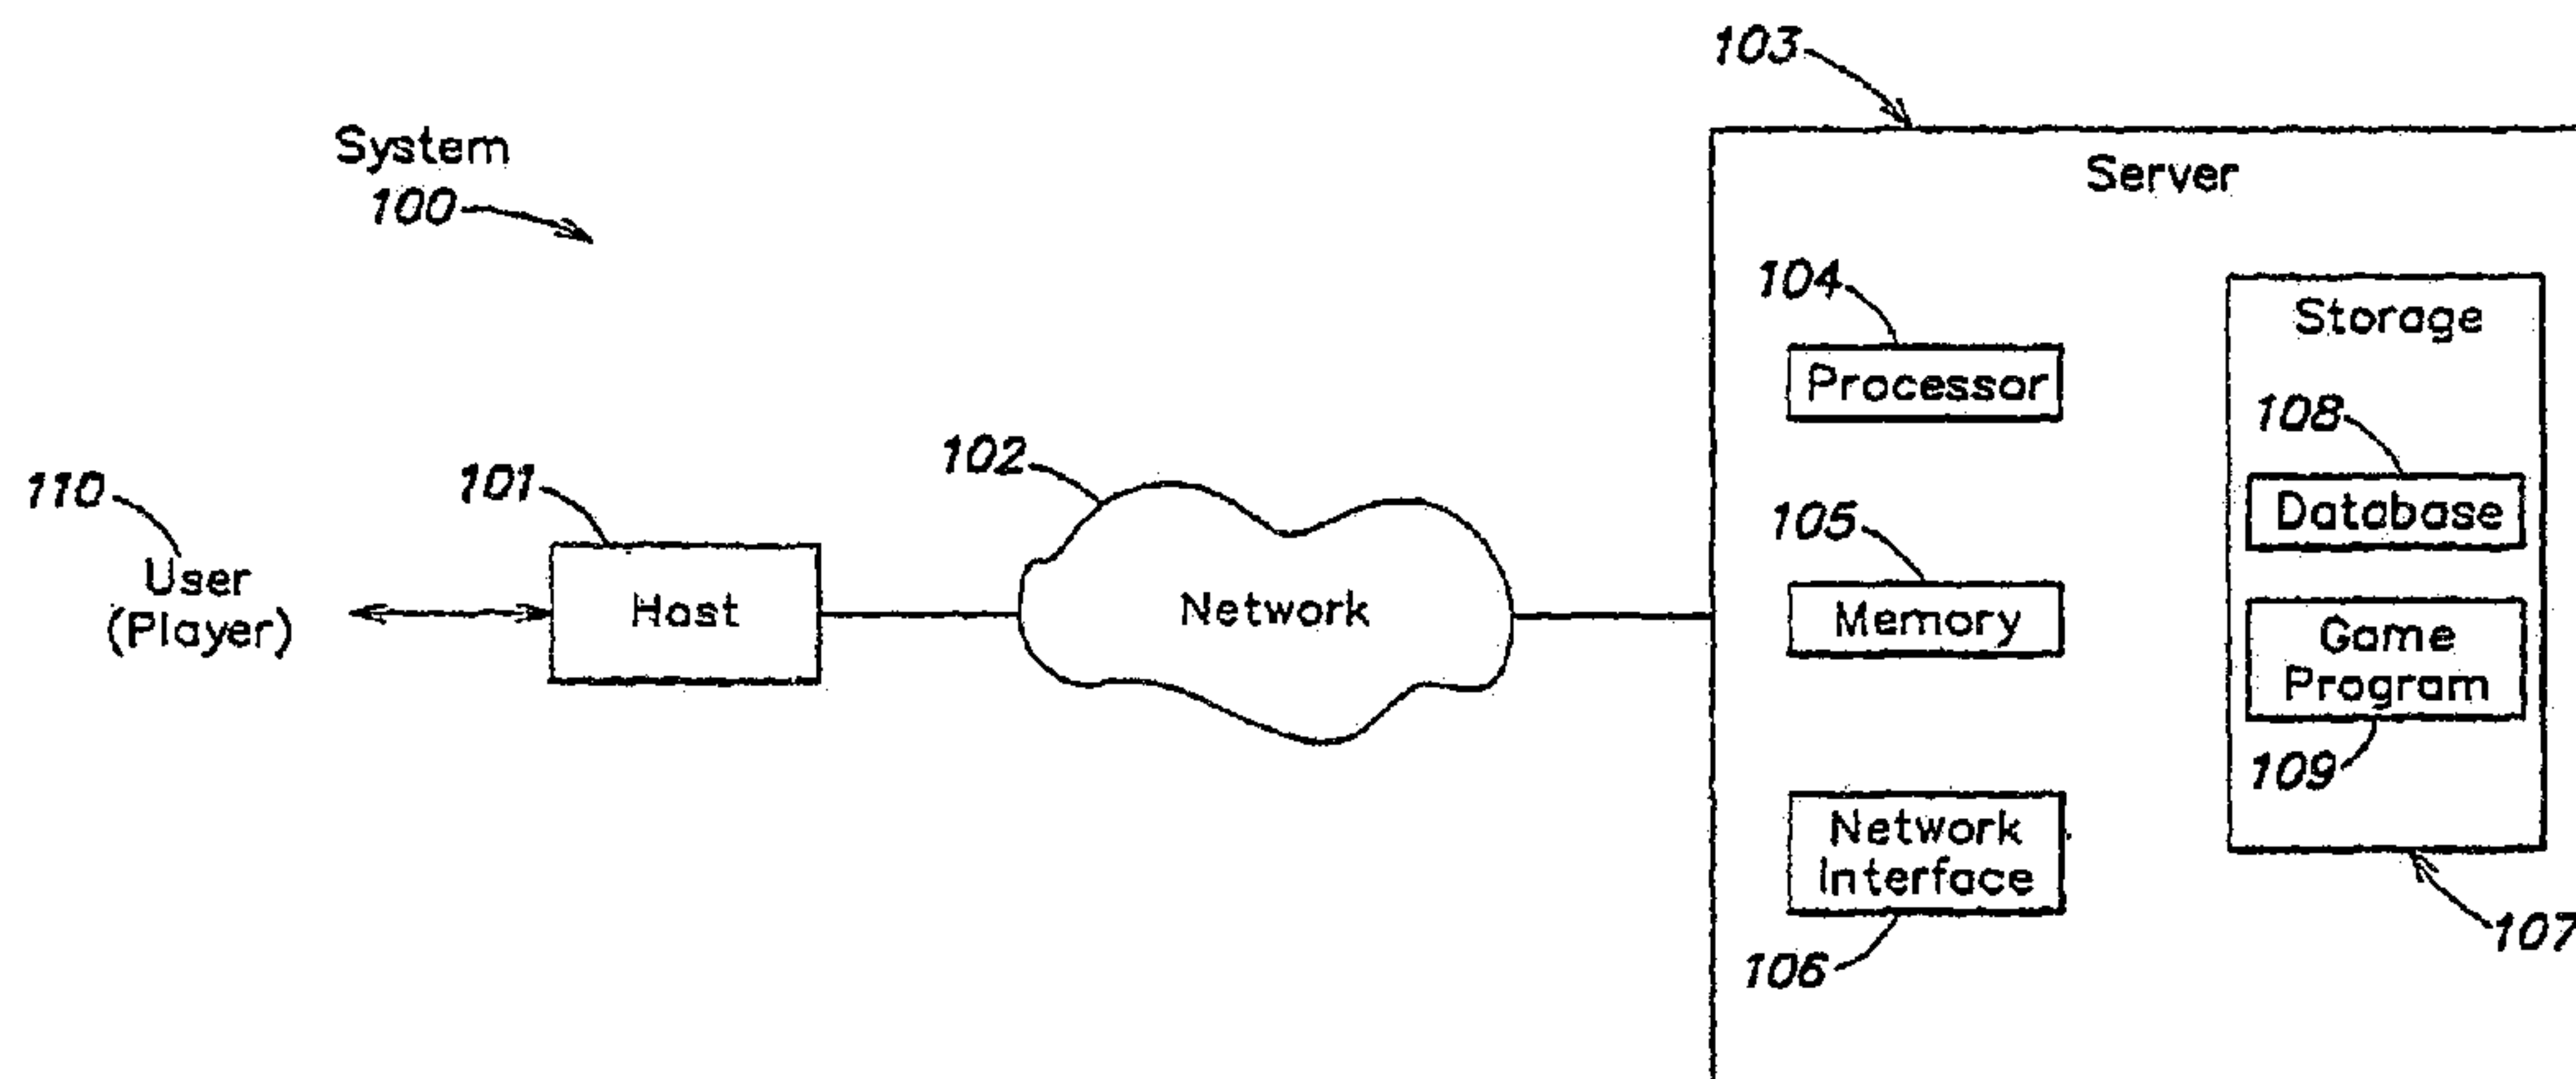 103
System
100
Server
104
Processor
Storage
108
Database
110
User
(Player)
101
Host
102
Network
105
Memory
Game
Program
109
Network
Interface
106
107